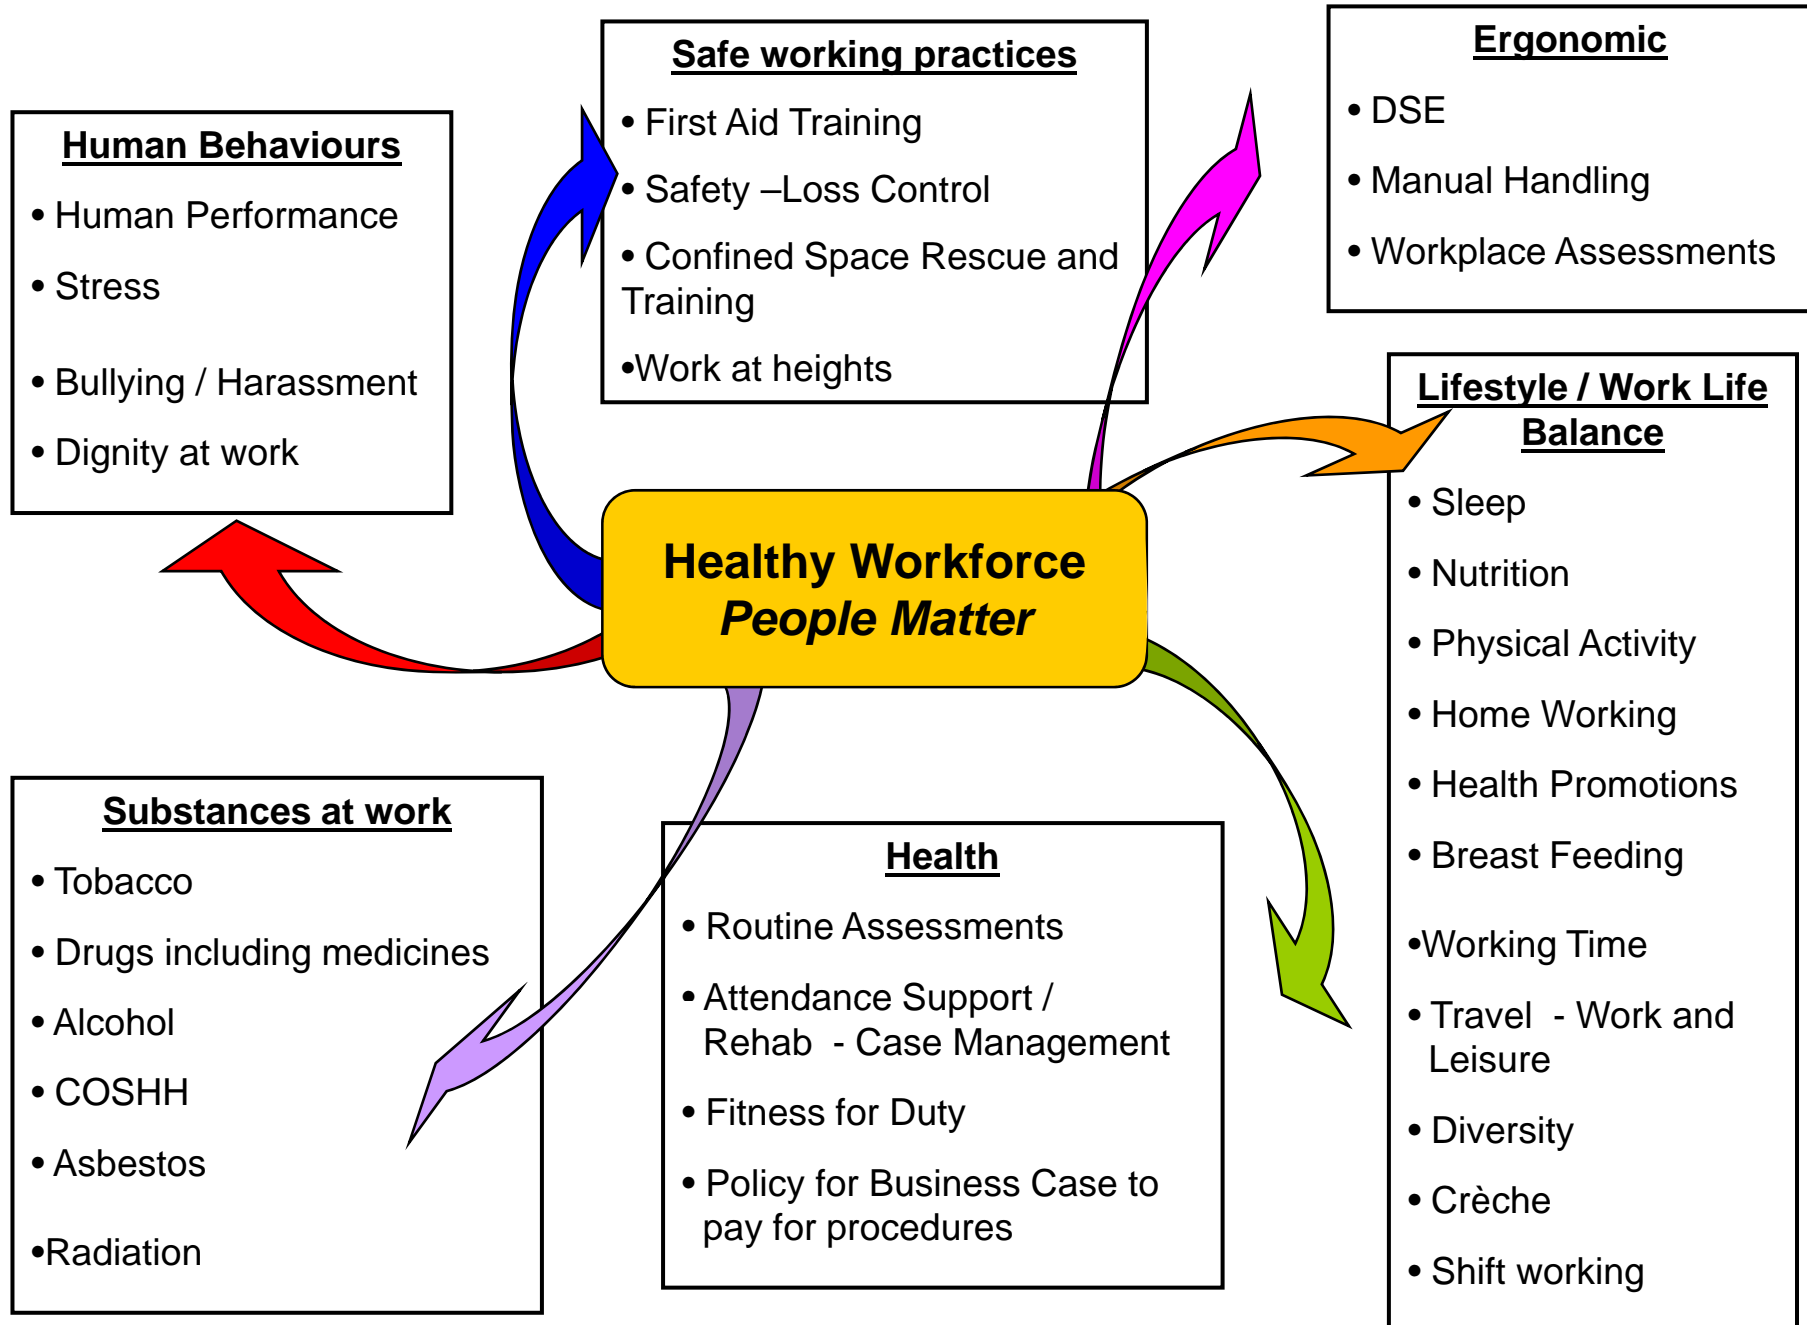 Safe working practices
• First Aid Training
• Safety –Loss Control
• Confined Space Rescue and
Training
•Work at heights
Ergonomic
• DSE
• Manual Handling
• Workplace Assessments
Human Behaviours
• Human Performance
• Stress
• Bullying / Harassment
• Dignity at work
Lifestyle / Work Life
Balance
• Sleep
• Nutrition
• Physical Activity
• Home Working
• Health Promotions
• Breast Feeding
•Working Time
• Travel - Work and
Leisure
• Diversity
• Crèche
• Shift working
Healthy Workforce
People Matter
Substances at work
• Tobacco
• Drugs including medicines
• Alcohol
• COSHH
• Asbestos
•Radiation
Health
• Routine Assessments
• Attendance Support /
Rehab - Case Management
• Fitness for Duty
• Policy for Business Case to
pay for procedures